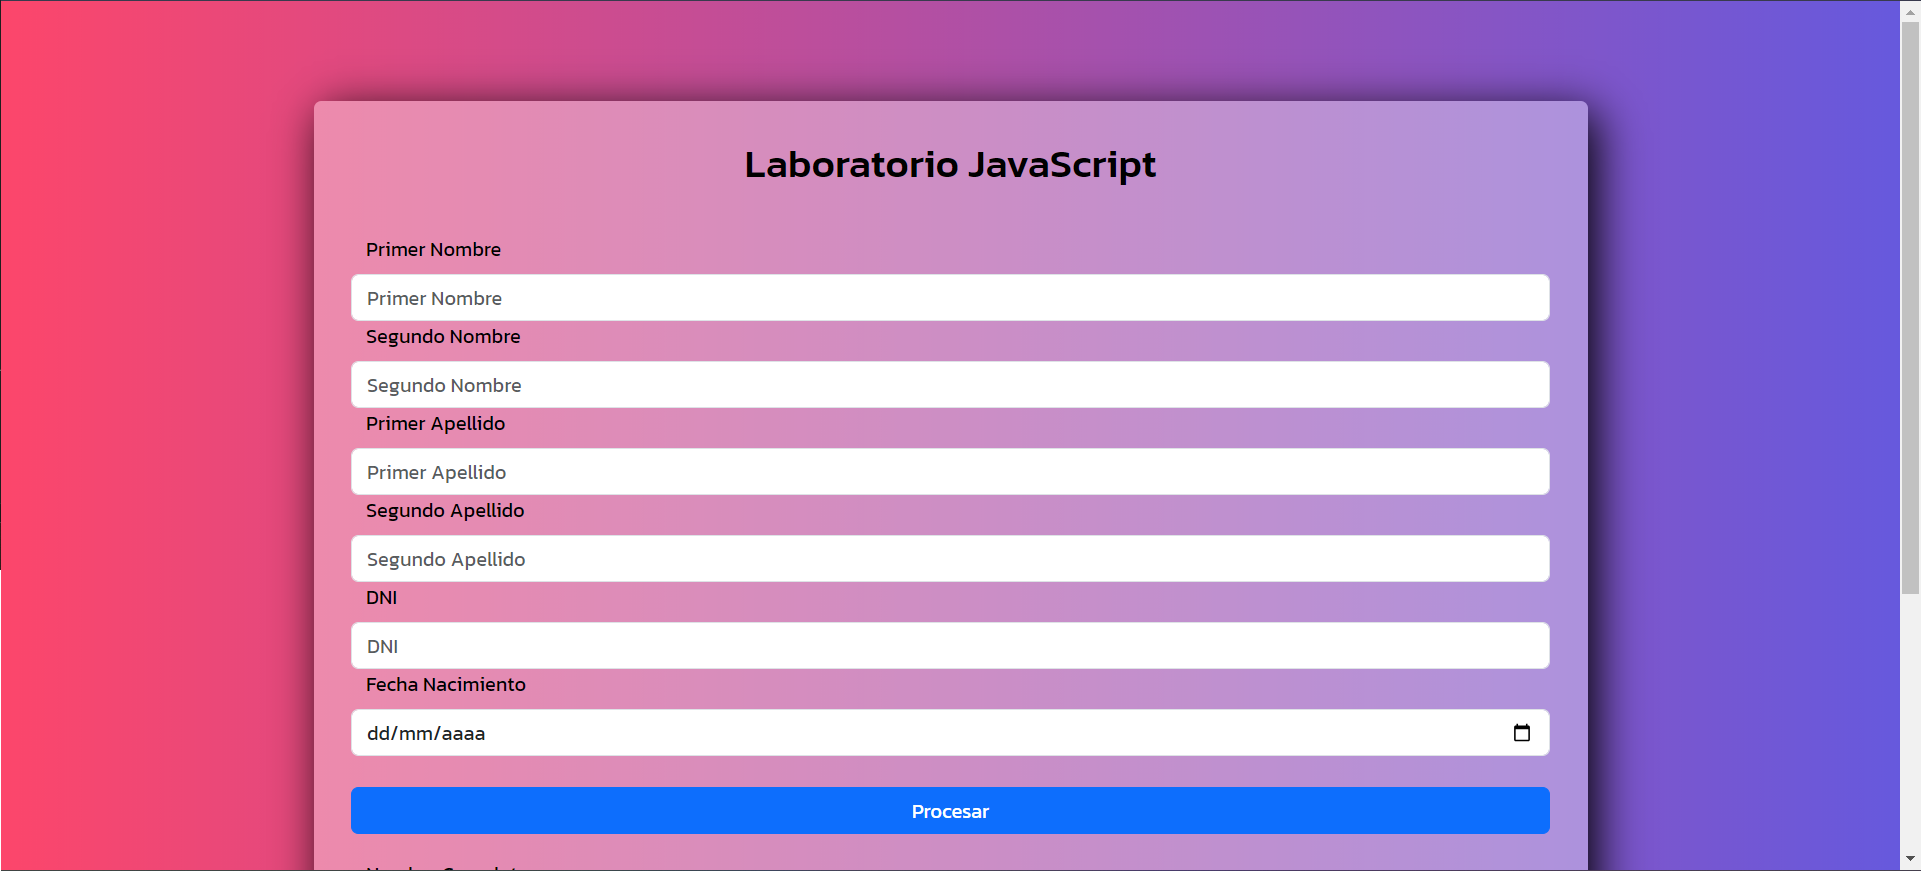 Laboratorio JavaScript
Primer Nombre
Primer Nombre
Segundo Nombre
Segundo Nombre
Primer Apellido
Primer Apellido
Segundo Apellido
Segundo Apellido
DNI
DNI
Fecha Nacimiento
dd/mm/aaaa
Procesar